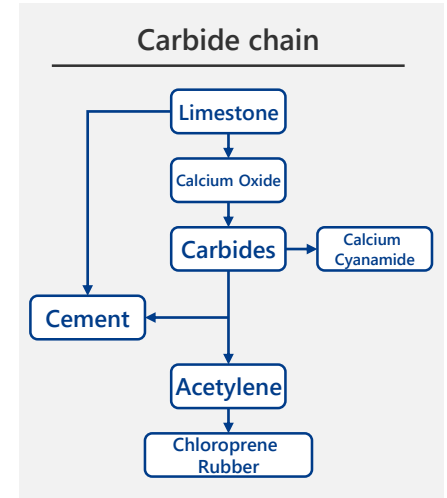 Carbide chain
Limestone
Calcium Oxide
Carbides
Calcium
Cyanamide
Cement
Acetylene
Chloroprene
Rubber